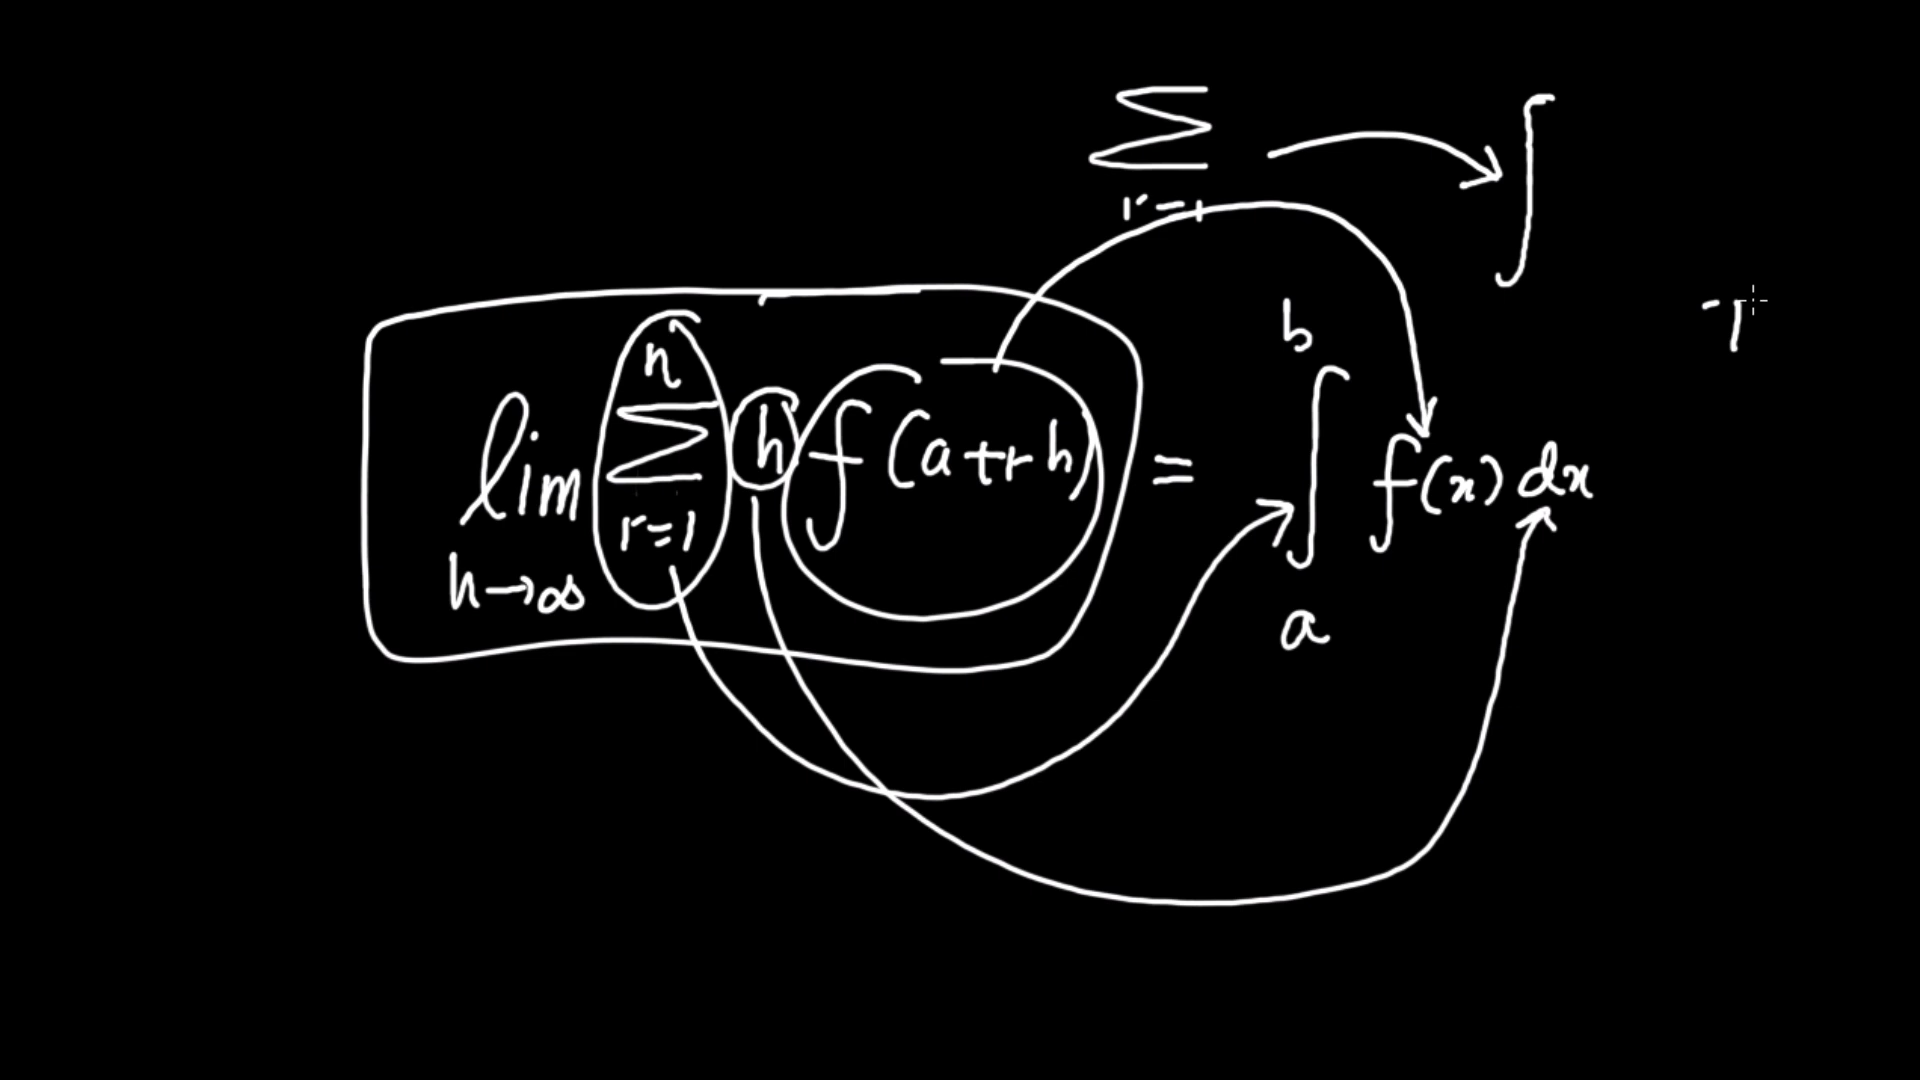 ∑ → ∫
r=1
lim ∑ h f(a+rh) = ∫ f(x) dx
n
r=1
h→∞
b
a